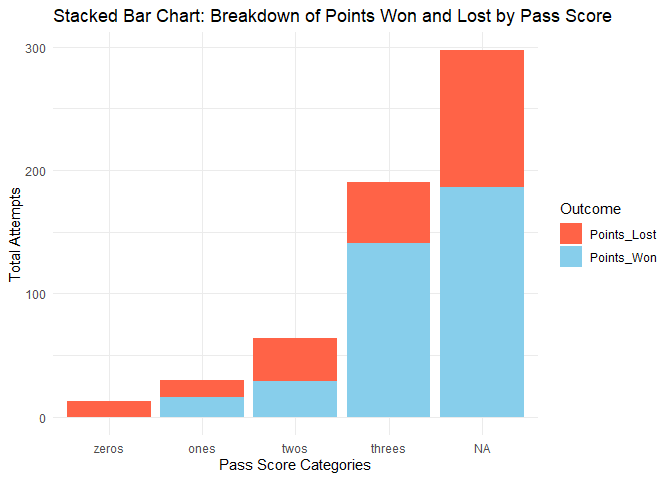 Stacked Bar Chart: Breakdown of Points Won and Lost by Pass Score
300
200
100
0
Total Attempts
zeros
ones
twos
threes
NA
Pass Score Categories
Outcome
Points_Lost
Points_Won